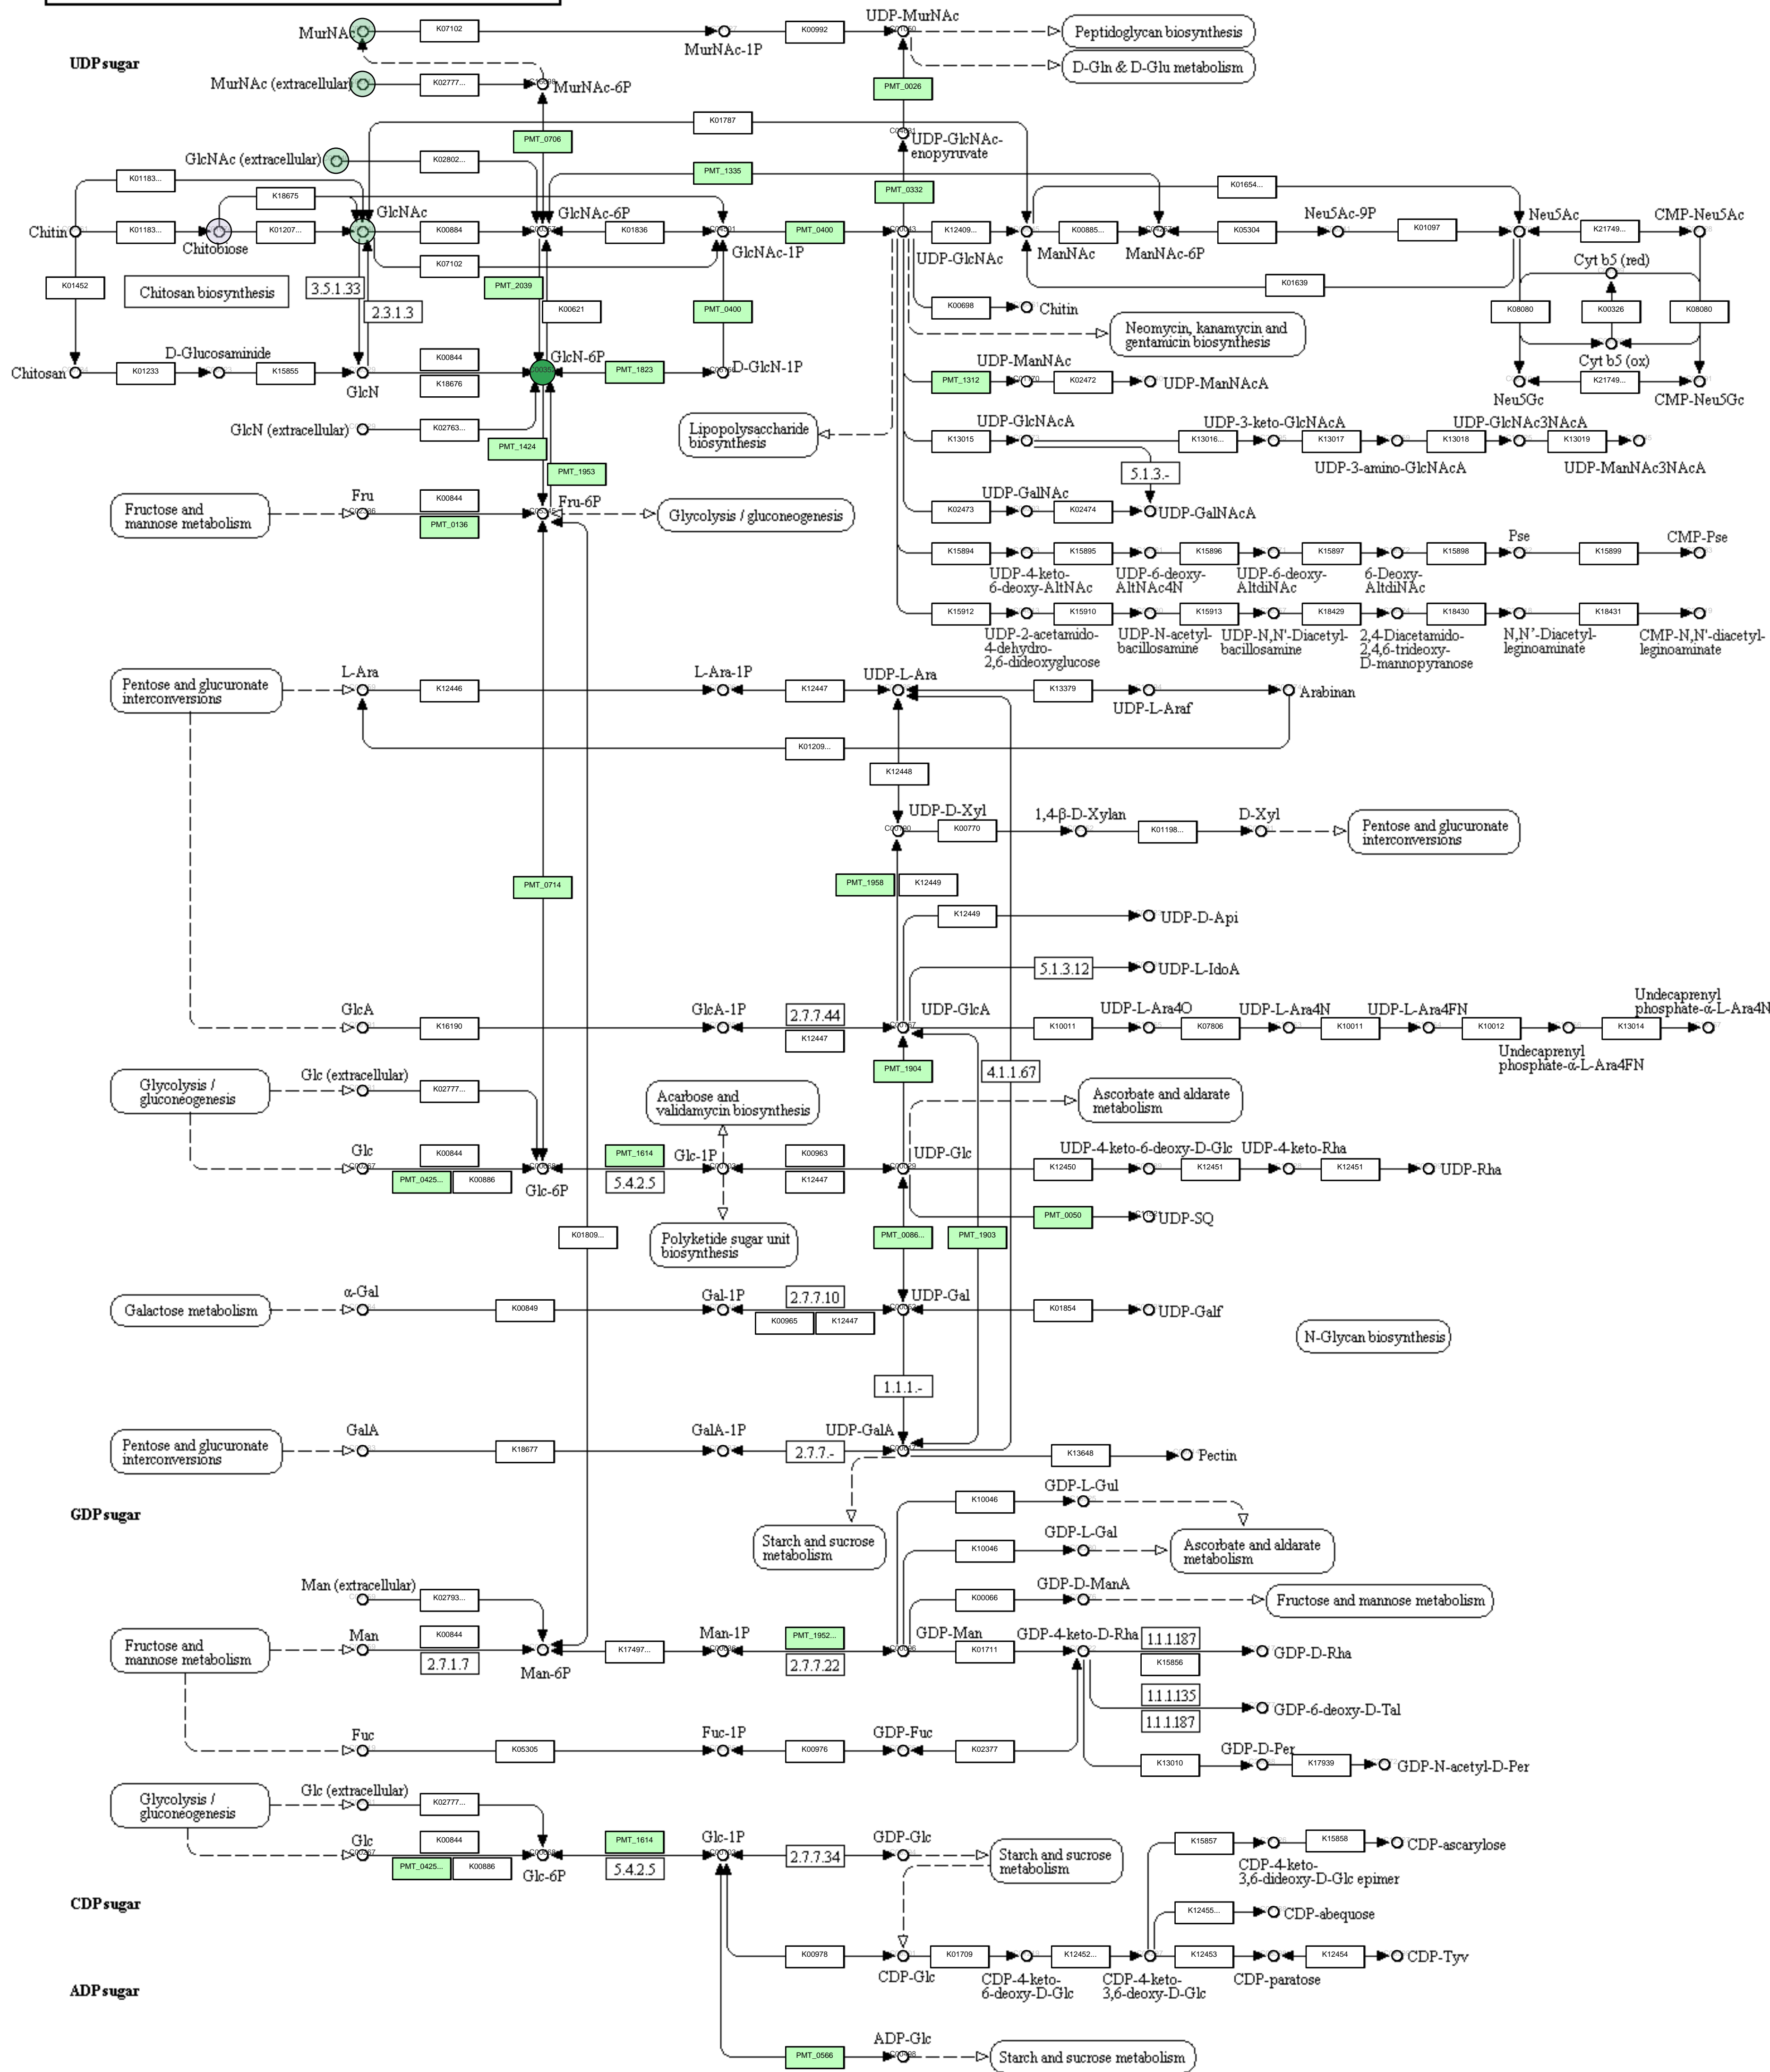 MurNAc
K07102
MurNAc-1P
K00992
UDP-MurNAc
Peptidoglycan biosynthesis
UDP sugar
D-Gln & D-Glu metabolism
MurNAc (extracellular)
K02777...
MurNAc-6P
PMT_0026
K01787
PMT_0706
UDP-GlcNAc-
enopyruvate
GlcNAc (extracellular)
K02802...
PMT_1335
K01183...
K18675
PMT_0332
K01654...
Chitin
K01183...
Chitobiose
K01207...
GlcNAc
K00884
GlcNAc-6P
K01836
GlcNAc-1P
PMT_0400
UDP-GlcNAc
K12409...
ManNAc
K00885...
ManNAc-6P
K05304
Neu5Ac-9P
K01097
Neu5Ac
K21749...
CMP-Neu5Ac
K07102
K01452
Chitosan biosynthesis
3.5.1.33
2.3.1.3
PMT_2039
K00621
PMT_0400
K01639
Cyt b5 (red)
K00698
Chitin
K08080
K00326
K08080
Neomycin, kanamycin and
gentamicin biosynthesis
Cyt b5 (ox)
Chitosan
K01233
D-Glucosaminide
K15855
GlcN
K00844
K18676
GlcN-6P
PMT_1823
D-GlcN-1P
PMT_1312
UDP-ManNAc
K02472
UDP-ManNAcA
Neu5Gc
K21749...
CMP-Neu5Gc
GlcN (extracellular)
K02763...
PMT_1424
PMT_1953
Lipopolysaccharide
biosynthesis
K13015
UDP-GlcNAcA
K13016...
UDP-3-keto-GlcNAcA
K13017
UDP-3-amino-GlcNAcA
K13018
UDP-GlcNAc3NAcA
K13019
UDP-ManNAc3NAcA
5.1.3.-
Fructose and
mannose metabolism
Fru
K00844
PMT_0136
Fru-6P
Glycolysis / gluconeogenesis
K02473
UDP-GalNAc
K02474
UDP-GalNAcA
K15894
UDP-4-keto-
6-deoxy-AltNAc
K15895
UDP-6-deoxy-
AltNAc4N
K15896
UDP-6-deoxy-
AltdiNAc
K15897
6-Deoxy-
AltdiNAc
K15898
Pse
K15899
CMP-Pse
K15912
UDP-2-acetamido-
4-dehydro-
2,6-dideoxyglucose
K15910
UDP-N-acetyl-
bacillosamine
K15913
UDP-N,N'-Diacetyl-
bacillosamine
K18429
2,4-Diacetamido-
2,4,6-trideoxy-
D-mannopyranose
K18430
N,N'-Diacetyl-
leginoaminate
K18431
CMP-N,N'-diacetyl-
leginoaminate
Pentose and glucuronate
interconversions
L-Ara
K12446
L-Ara-1P
K12447
UDP-L-Ara
K13379
UDP-L-Araf
Arabinan
K01209...
K12448
UDP-D-Xyl
K00770
1,4-β-D-Xylan
K01198...
D-Xyl
Pentose and glucuronate
interconversions
PMT_0714
PMT_1958
K12449
K12449
UDP-D-Api
5.1.3.12
UDP-L-IdoA
GlcA
K16190
GlcA-1P
2.7.7.44
K12447
UDP-GlcA
K10011
UDP-L-Ara4O
K07806
UDP-L-Ara4N
K10011
UDP-L-Ara4FN
K10012
Undecaprenyl
phosphate-α-L-Ara4FN
K13014
Undecaprenyl
phosphate-α-L-Ara4N
Glycolysis /
gluconeogenesis
Glc (extracellular)
K02777...
Acarbose and
validamycin biosynthesis
PMT_1904
4.1.1.67
Ascorbate and aldarate
metabolism
Glc
K00844
PMT_0425...
K00886
Glc-6P
PMT_1614
5.4.2.5
Glc-1P
K00963
K12447
UDP-Glc
K12450
UDP-4-keto-6-deoxy-D-Glc
K12451
UDP-4-keto-Rha
K12451
UDP-Rha
PMT_0050
UDP-SQ
K01809...
Polyketide sugar unit
biosynthesis
PMT_0086...
PMT_1903
Galactose metabolism
α-Gal
K00849
Gal-1P
2.7.7.10
K00965
K12447
UDP-Gal
K01854
UDP-Galf
N-Glycan biosynthesis
1.1.1.-
Pentose and glucuronate
interconversions
GalA
K18677
GalA-1P
2.7.7.-
UDP-GalA
K13648
Pectin
GDP sugar
Starch and sucrose
metabolism
K10046
GDP-L-Gul
K10046
GDP-L-Gal
Ascorbate and aldarate
metabolism
Man (extracellular)
K02793...
K00066
GDP-D-ManA
Fructose and mannose metabolism
Fructose and
mannose metabolism
Man
K00844
2.7.1.7
Man-6P
K17497...
Man-1P
PMT_1952...
2.7.7.22
GDP-Man
K01711
GDP-4-keto-D-Rha
1.1.1.187
K15856
GDP-D-Rha
1.1.1.135
1.1.1.187
GDP-6-deoxy-D-Tal
Fuc
K05305
Fuc-1P
K00976
GDP-Fuc
K02377
K13010
GDP-D-Per
K17939
GDP-N-acetyl-D-Per
Glycolysis /
gluconeogenesis
Glc (extracellular)
K02777...
Glc
K00844
PMT_0425...
K00886
Glc-6P
PMT_1614
5.4.2.5
Glc-1P
2.7.7.34
GDP-Glc
Starch and sucrose
metabolism
K15857
CDP-4-keto-
3,6-dideoxy-D-Glc epimer
K15858
CDP-ascarylose
CDP sugar
K12455...
CDP-abequose
K00978
CDP-Glc
K01709
CDP-4-keto-
6-deoxy-D-Glc
K12452...
CDP-4-keto-
3,6-deoxy-D-Glc
K12453
CDP-paratose
K12454
CDP-Tyv
ADP sugar
PMT_0566
ADP-Glc
Starch and sucrose metabolism